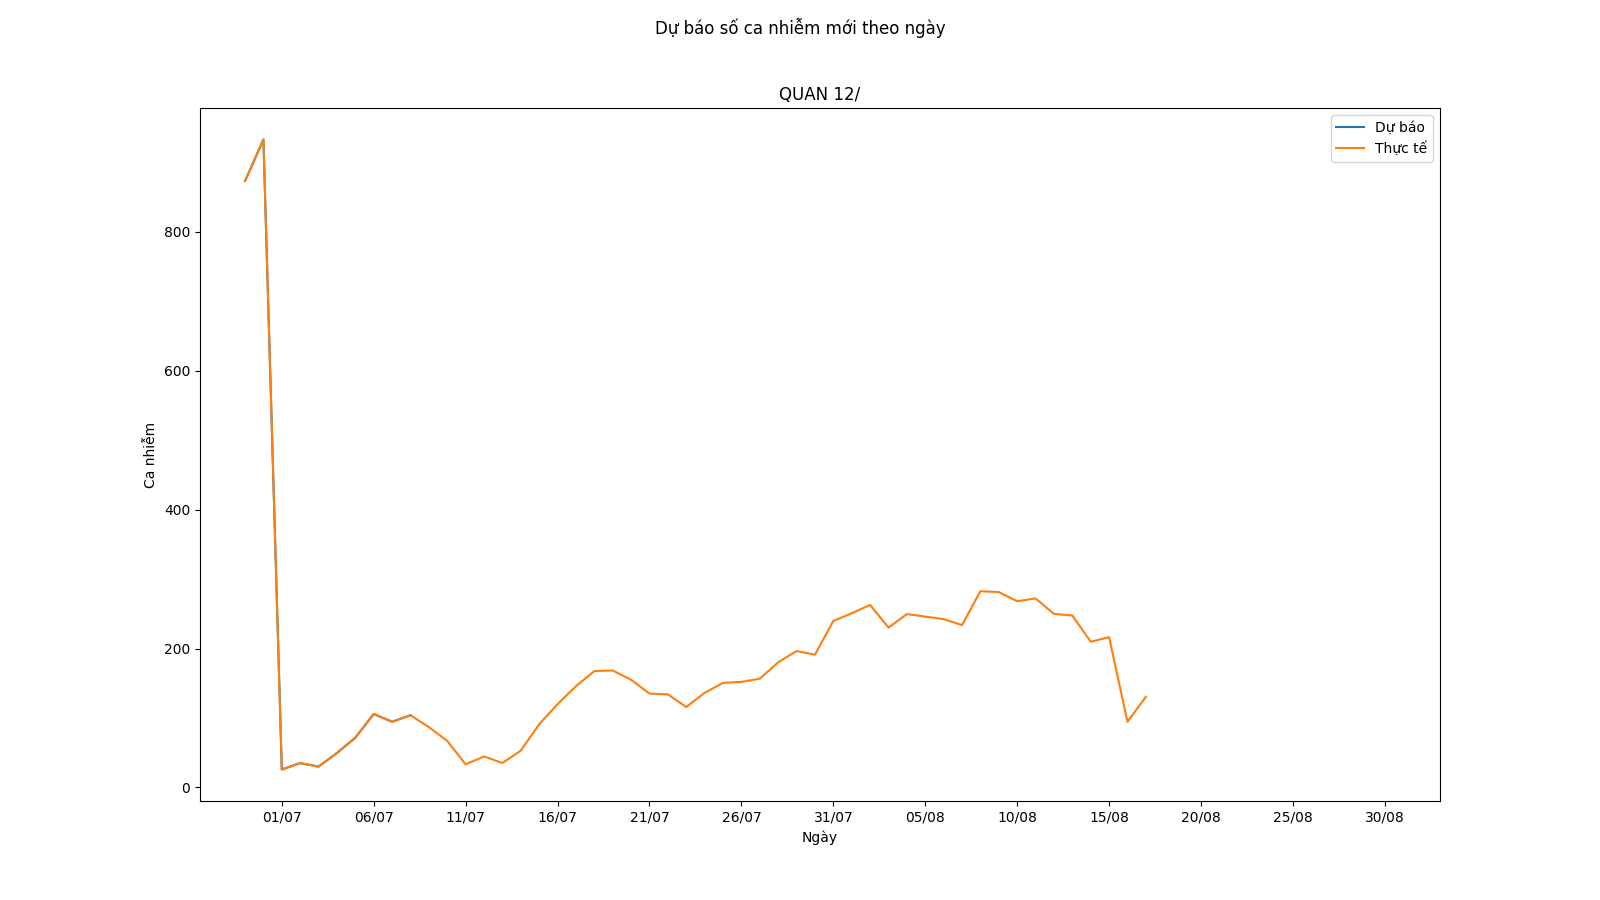 Dự báo số ca nhiễm mới theo ngày
QUAN 12/
Dự báo
Thực tế
800
600
400
200
0
Ca nhiễm
01/07 06/07 11/07 16/07 21/07 26/07 31/07 05/08 10/08 15/08 20/08 25/08 30/08
Ngày